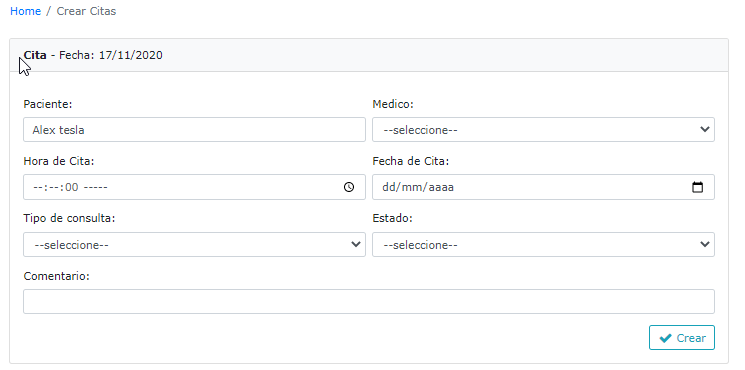 Home / Crear Citas
Cita - Fecha: 17/11/2020
Paciente: Medico:
Alex tesla --seleccione--
Hora de Cita: Fecha de Cita:
--:--:00 ----- dd/mm/aaaa
Tipo de consulta: Estado:
--seleccione-- --seleccione--
Comentario:
Crear